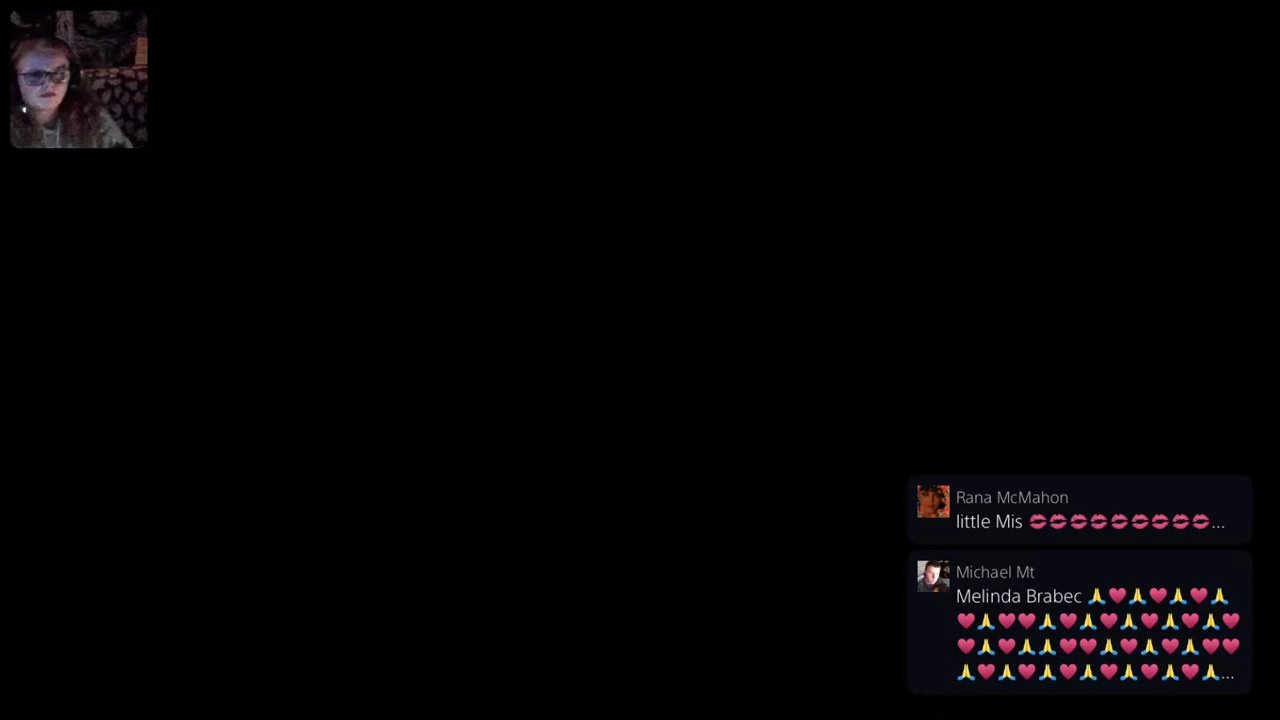 Rana McMahon
little Mis 💋💋💋💋💋💋💋💋💋...
Michael Mt
Melinda Brabec 🙏💗🙏💗🙏💗🙏
💗🙏💗💗🙏💗🙏💗🙏💗🙏💗🙏💗
💗🙏💗🙏🙏💗💗🙏💗🙏💗🙏💗💗
🙏💗🙏💗🙏💗🙏💗🙏💗🙏💗🙏...